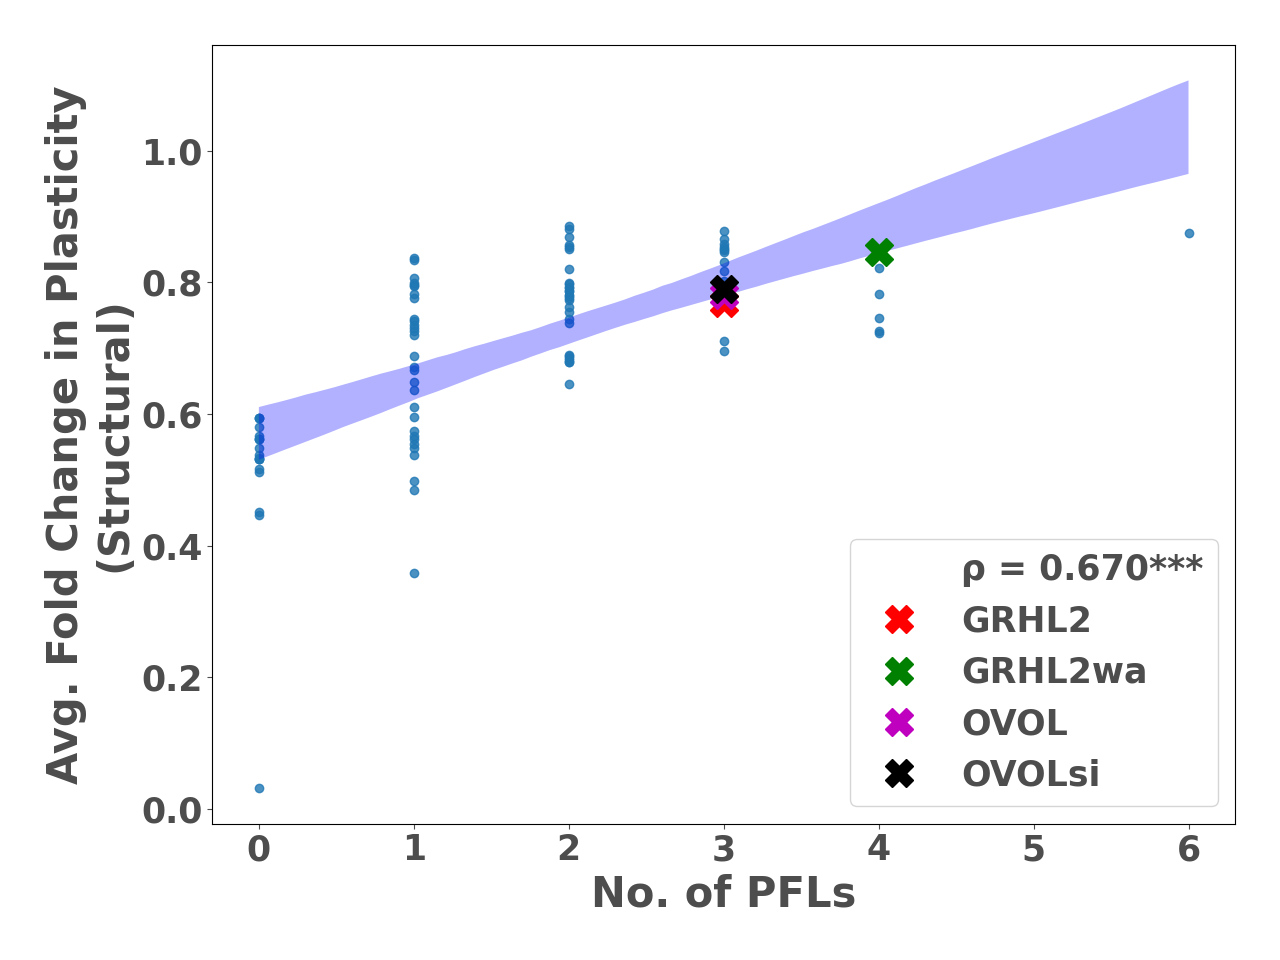 Avg. Fold Change in Plasticity
(Structural)
1.0
0.8
0.6
0.4
0.2
0.0
0 1 2 3 4 5 6
No. of PFLs
ρ = 0.670***
GRHL2
GRHL2wa
OVOL
OVOLsi